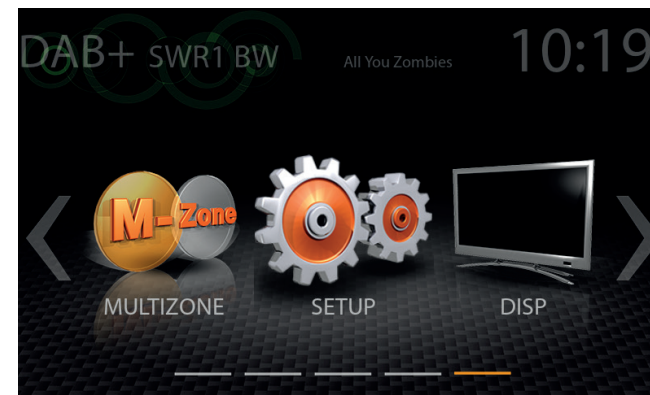 DAB+ SWR1 BW All You Zombies 10:19
M-Zone
MULTIZONE SETUP DISP